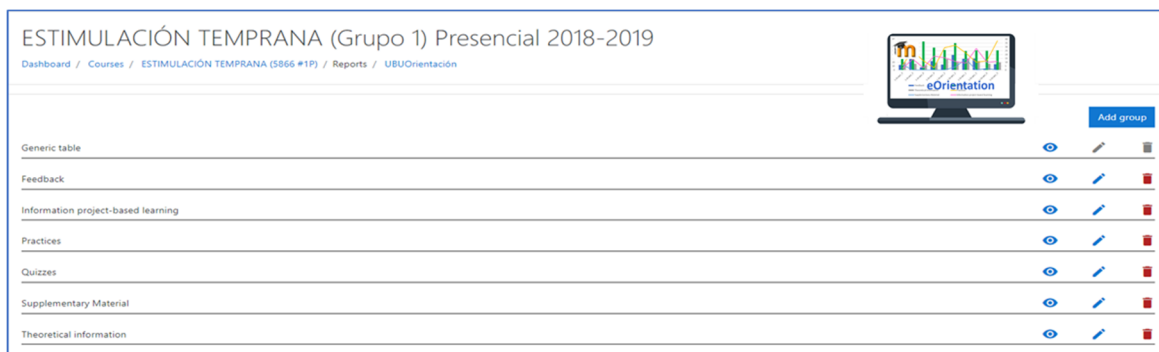 ESTIMULACIÓN TEMPRANA (Grupo 1) Presencial 2018-2019
Dashboard / Courses / ESTIMULACIÓN TEMPRANA (5866 #1P) / Reports / UBUOrientación
eOrientation
Add group
Generic table
Feedback
Information project-based learning
Practices
Quizzes
Supplementary Material
Theoretical information